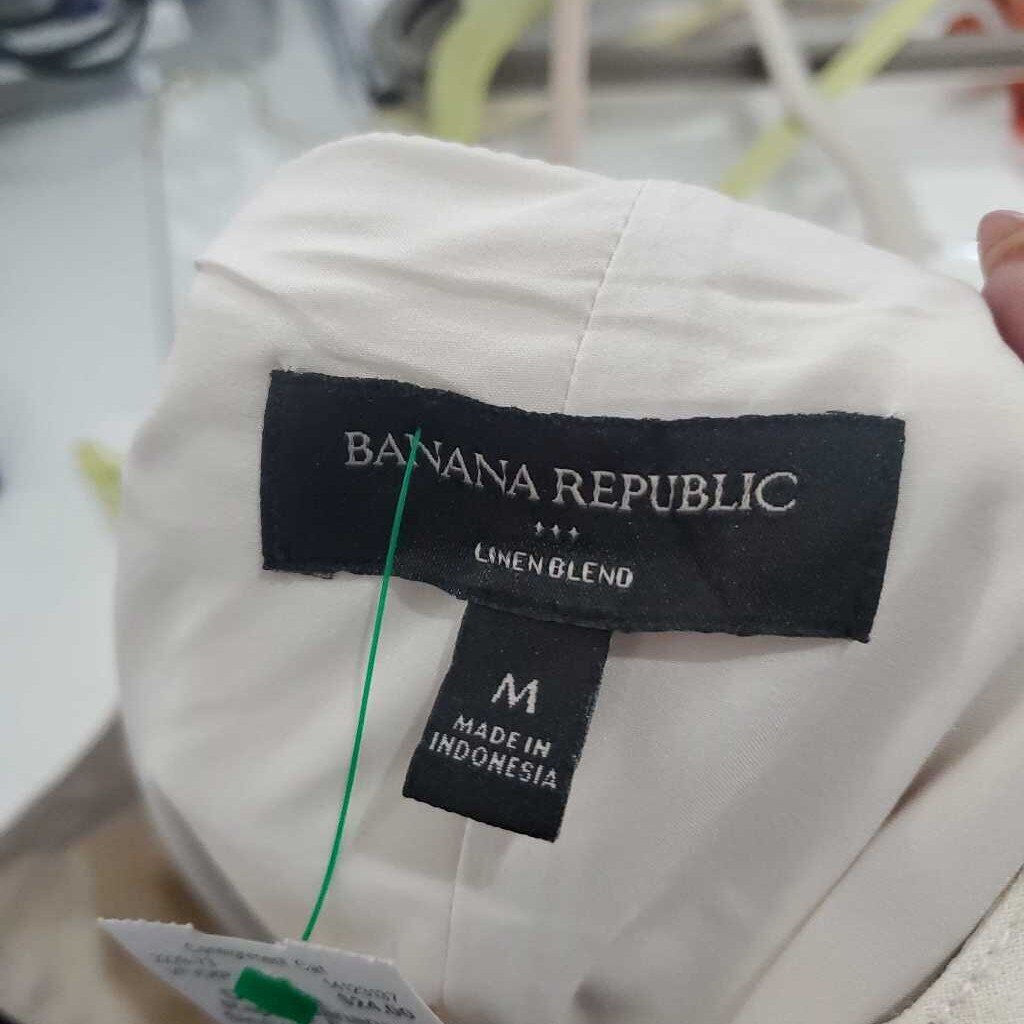 BANANA REPUBLIC
LINEN BLEND
M
MADE IN
INDONESIA